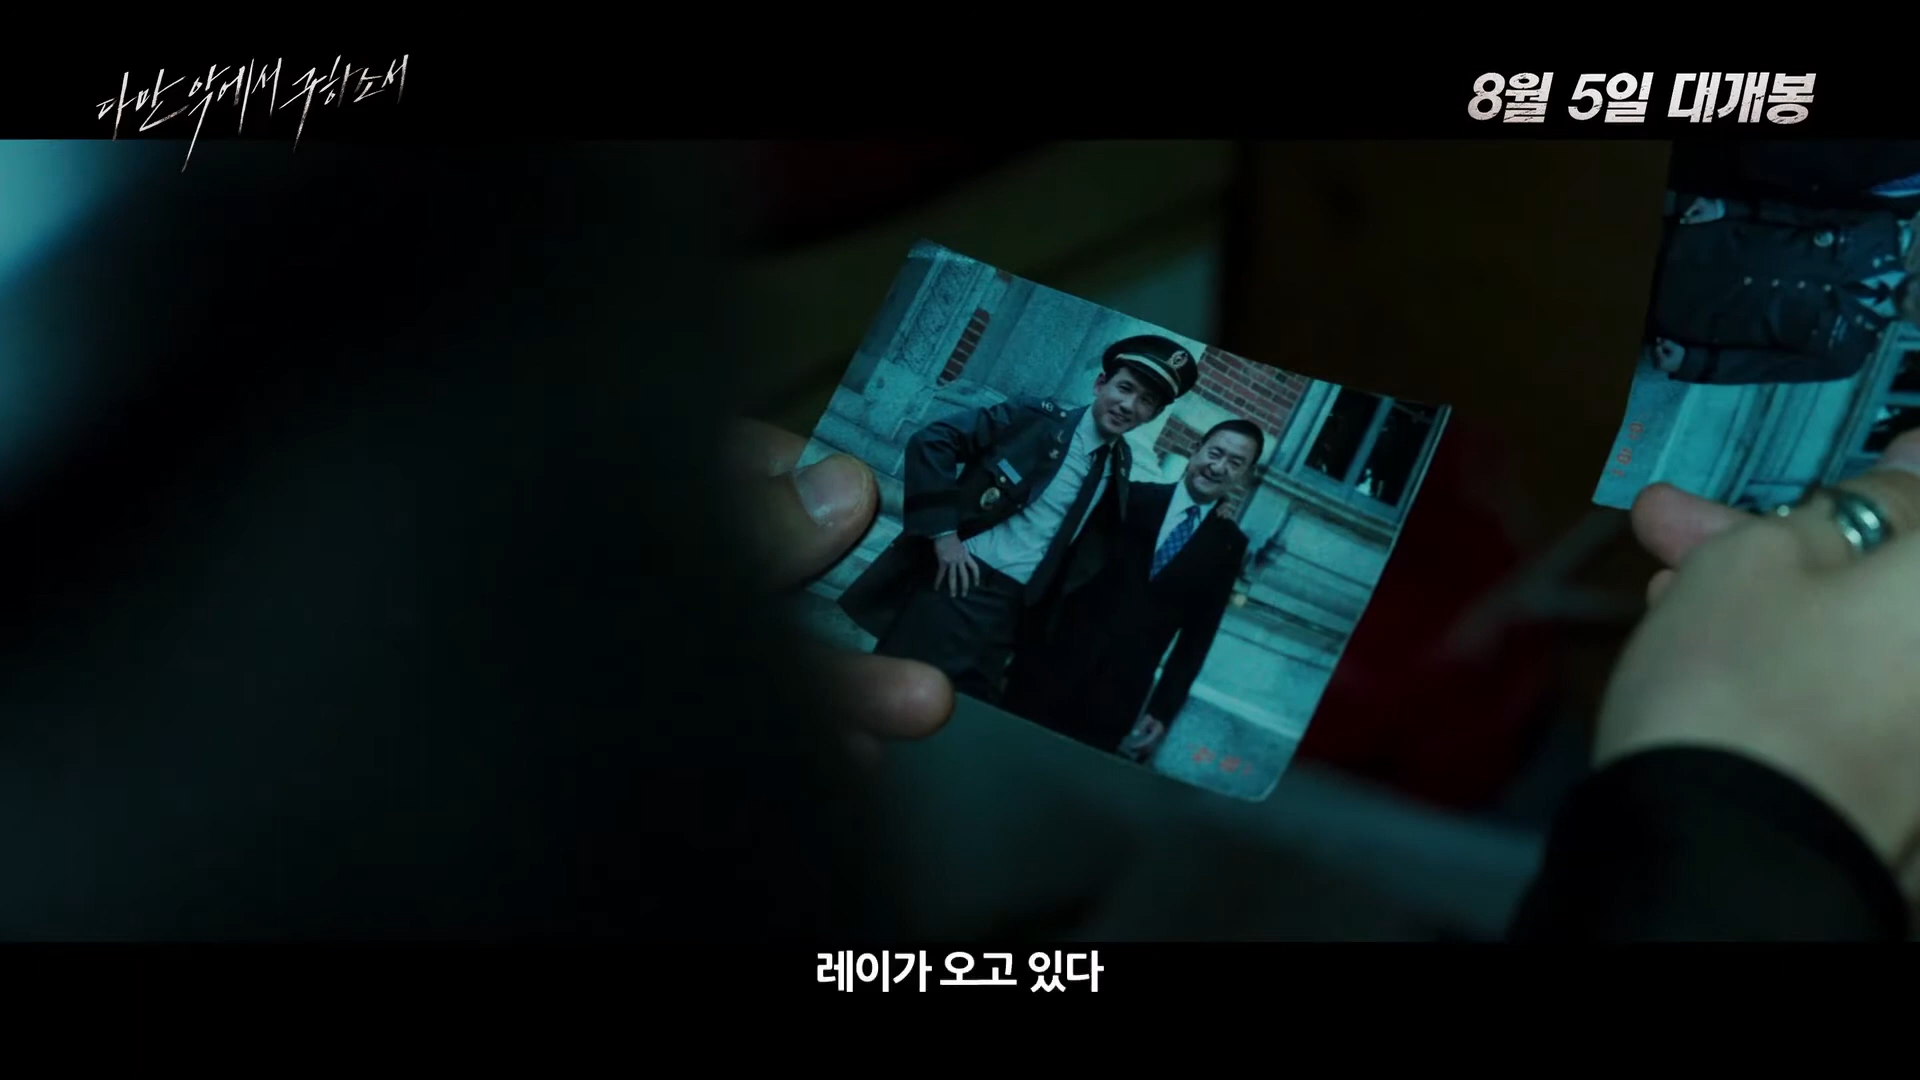 다만 악에서 구하소서
8월 5일 대개봉
레이가 오고 있다